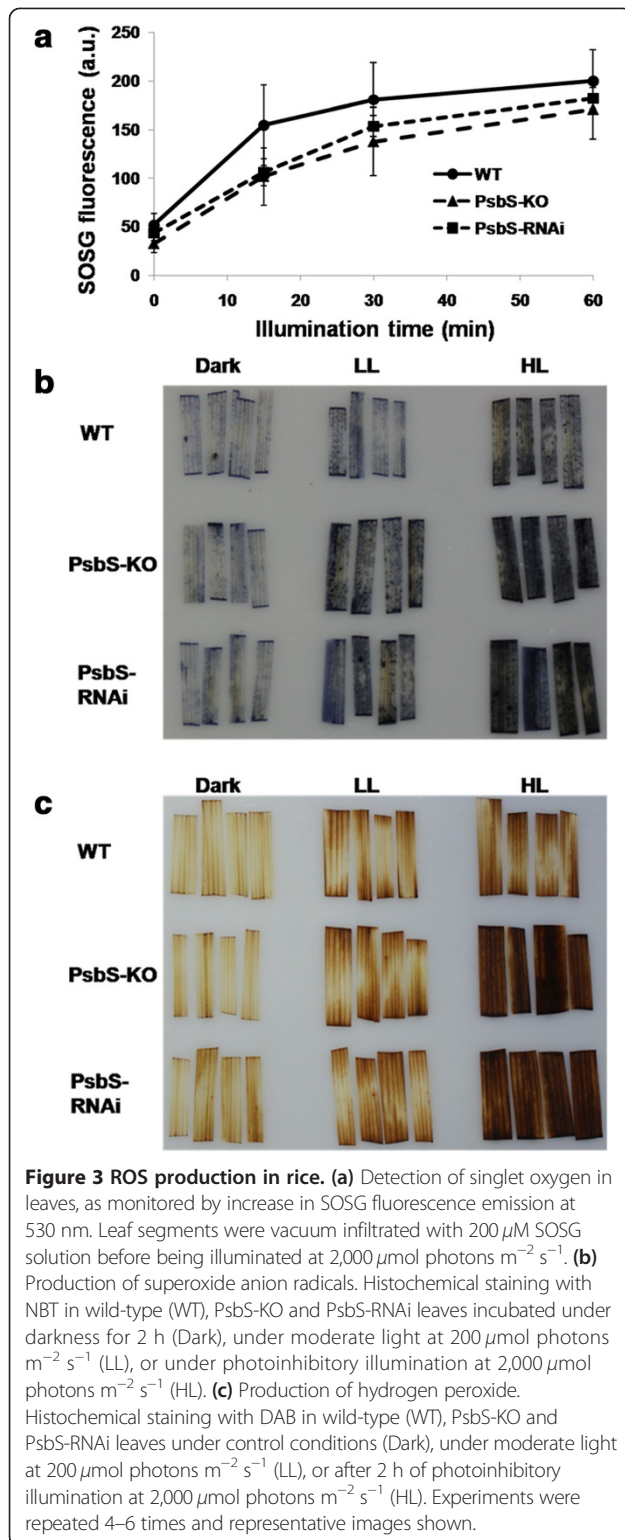 a
250
200
150
100
50
0
SOSG fluorescence (a.u.)
WT
PsbS-KO
PsbS-RNAi
0 10 20 30 40 50 60
Illumination time (min)
b
Dark LL HL
WT
PsbS-KO
PsbS-
RNAi
c
Dark LL HL
WT
PsbS-KO
PsbS-
RNAi
Figure 3 ROS production in rice. (a) Detection of singlet oxygen in
leaves, as monitored by increase in SOSG fluorescence emission at
530 nm. Leaf segments were vacuum infiltrated with 200 μM SOSG
solution before being illuminated at 2,000 μmol photons m⁻² s⁻¹. (b)
Production of superoxide anion radicals. Histochemical staining with
NBT in wild-type (WT), PsbS-KO and PsbS-RNAi leaves incubated under
darkness for 2 h (Dark), under moderate light at 200 μmol photons
m⁻² s⁻¹ (LL), or under photoinhibitory illumination at 2,000 μmol
photons m⁻² s⁻¹ (HL). (c) Production of hydrogen peroxide.
Histochemical staining with DAB in wild-type (WT), PsbS-KO and
PsbS-RNAi leaves under control conditions (Dark), under moderate light
at 200 μmol photons m⁻² s⁻¹ (LL), or after 2 h of photoinhibitory
illumination at 2,000 μmol photons m⁻² s⁻¹ (HL). Experiments were
repeated 4–6 times and representative images shown.